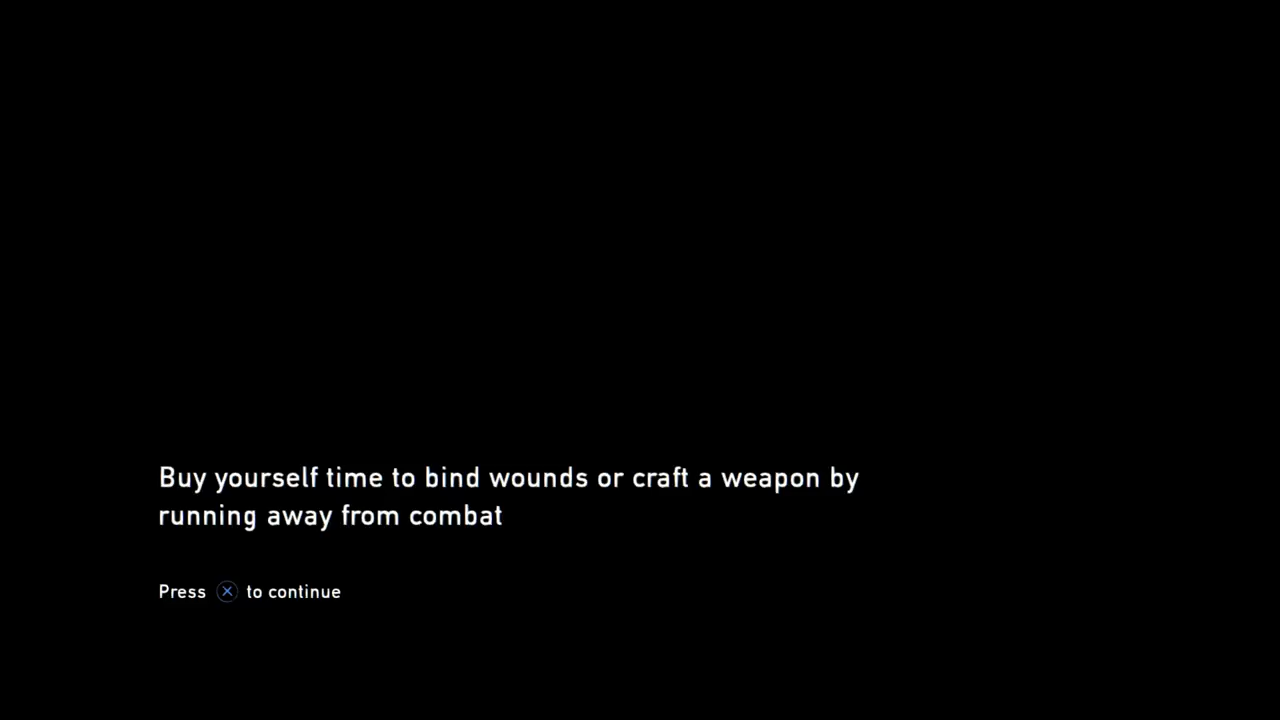 Buy yourself time to bind wounds or craft a weapon by
running away from combat
Press ⓧ to continue